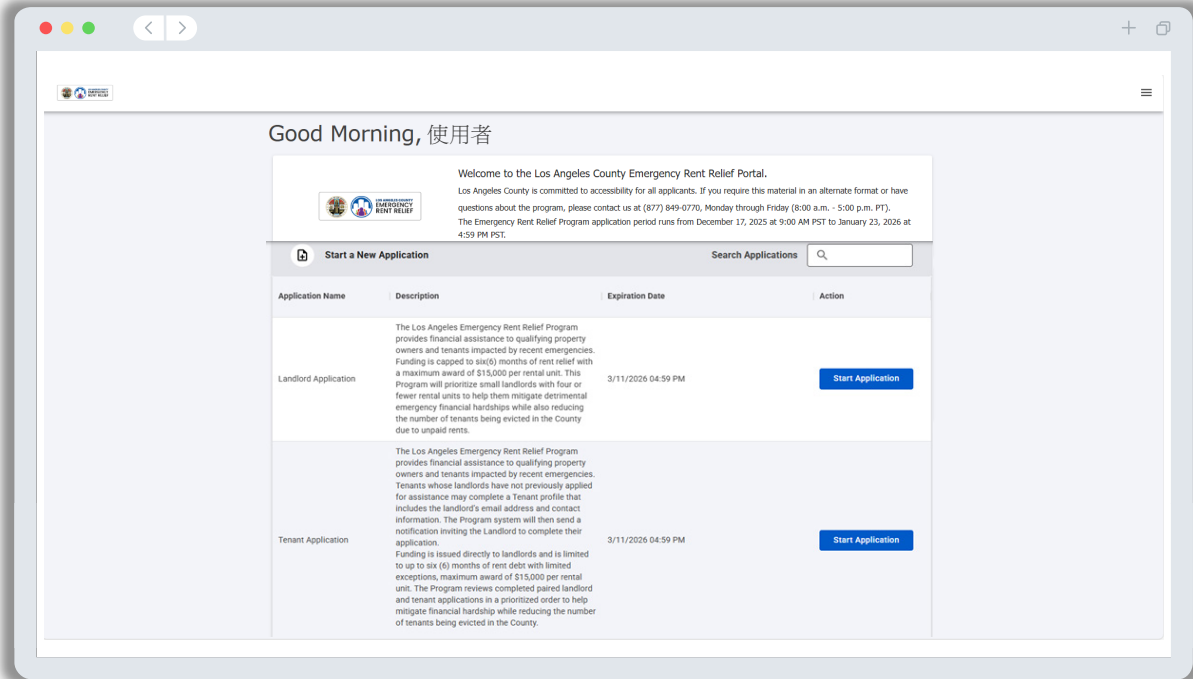 LOS ANGELES COUNTY
EMERGENCY
RENT RELIEF
Good Morning, 使用者
LOS ANGELES COUNTY
EMERGENCY
RENT RELIEF
Welcome to the Los Angeles County Emergency Rent Relief Portal.
Los Angeles County is committed to accessibility for all applicants. If you require this material in an alternate format or have
questions about the program, please contact us at (877) 849-0770, Monday through Friday (8:00 a.m. - 5:00 p.m. PT).
The Emergency Rent Relief Program application period runs from December 17, 2025 at 9:00 AM PST to January 23, 2026 at
4:59 PM PST.
Start a New Application
Search Applications
Application Name Description Expiration Date Action
The Los Angeles Emergency Rent Relief Program
provides financial assistance to qualifying property
owners and tenants impacted by recent emergencies.
Funding is capped to six(6) months of rent relief with
a maximum award of $15,000 per rental unit. This
Program will prioritize small landlords with four or
fewer rental units to help them mitigate detrimental
emergency financial hardships while also reducing
the number of tenants being evicted in the County
due to unpaid rents.
Landlord Application
3/11/2026 04:59 PM
Start Application
The Los Angeles Emergency Rent Relief Program
provides financial assistance to qualifying property
owners and tenants impacted by recent emergencies.
Tenants whose landlords have not previously applied
for assistance may complete a Tenant profile that
includes the landlord's email address and contact
information. The Program system will then send a
notification inviting the Landlord to complete their
application.
Funding is issued directly to landlords and is limited
to up to six (6) months of rent debt with limited
exceptions, maximum award of $15,000 per rental
unit. The Program reviews completed paired landlord
and tenant applications in a prioritized order to help
mitigate financial hardship while reducing the number
of tenants being evicted in the County.
Tenant Application
3/11/2026 04:59 PM
Start Application